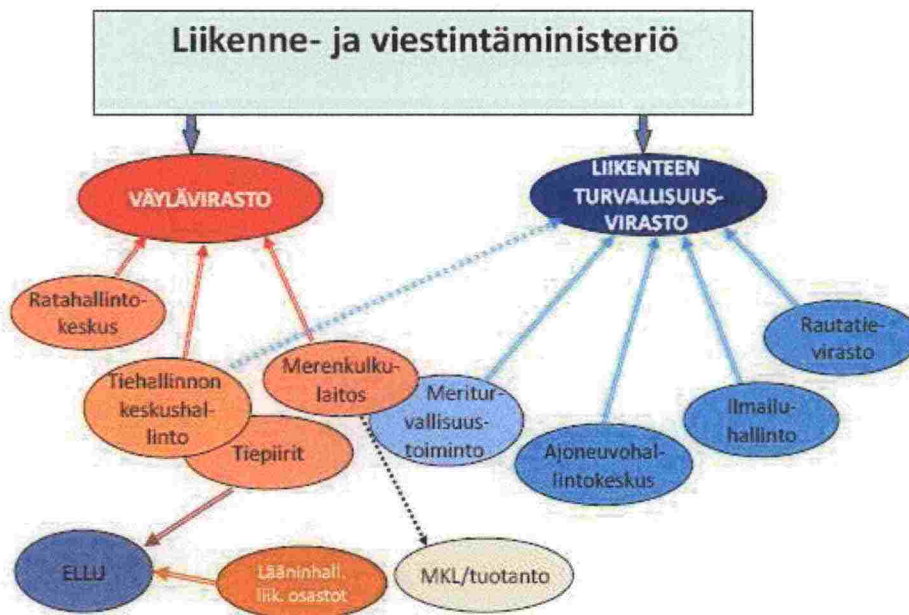 Liikenne- ja viestintäministeriö
VÄYLÄVIRASTO
LIIKENTEEN
TURVALLISUUS-
VIRASTO
Ratahallinto-
keskus
Tiehallinnon
keskushal-
linto
Tiepiirit
Merenkulku-
laitos
Meritur-
vallisuus-
toiminto
Ajoneuvohal-
lintokeskus
Ilmailu-
hallinto
Rautatie-
virasto
ELLU
Lääninhall.
liik. osastot
MKL/tuotanto